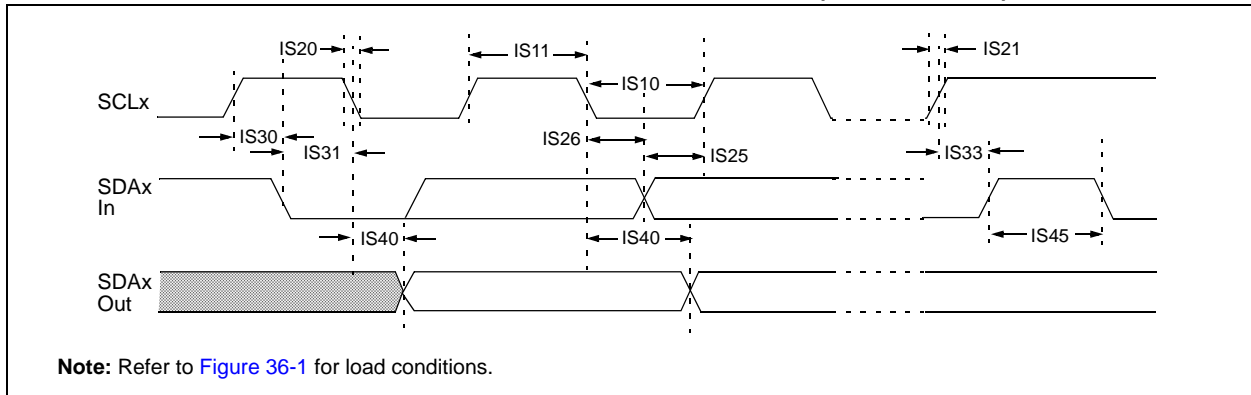 IS20
IS11
IS21
IS10
SCLx
IS30
IS26
IS31
IS25
IS33
SDAx
In
IS40
IS40
IS45
SDAx
Out
Note: Refer to Figure 36-1 for load conditions.